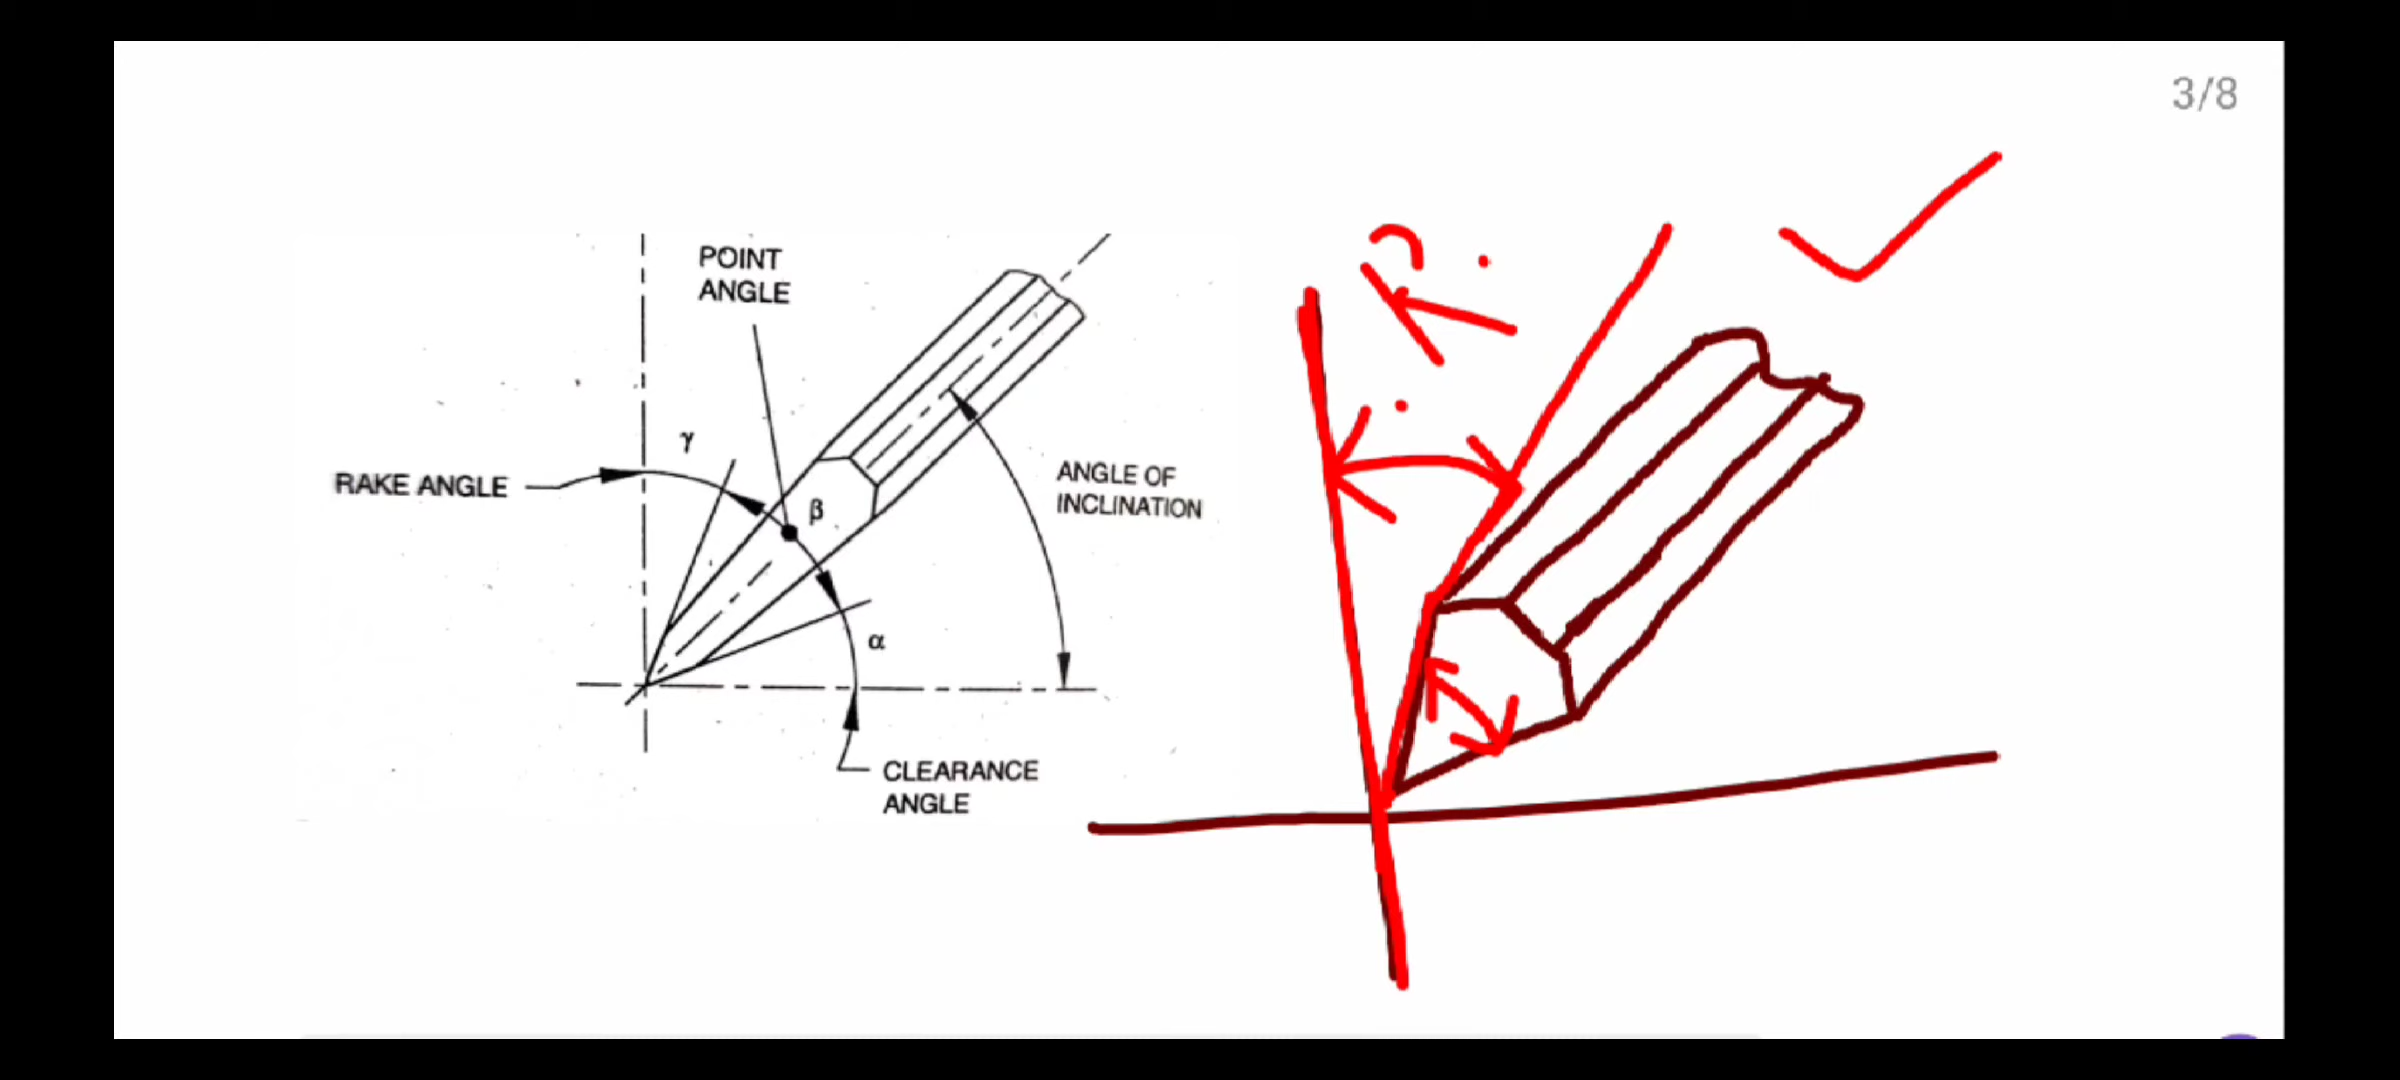 3/8
POINT
ANGLE
γ
RAKE ANGLE
β
ANGLE OF
INCLINATION
α
CLEARANCE
ANGLE
R.